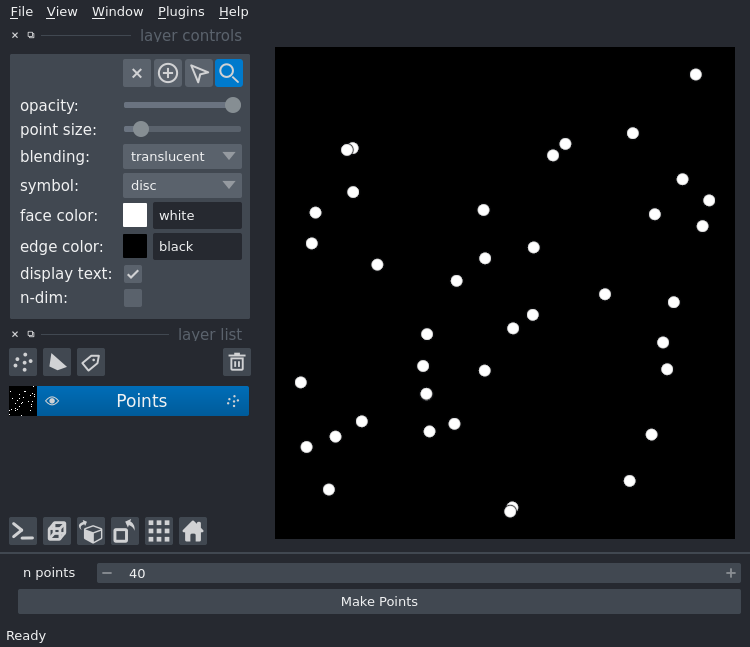 File View Window Plugins Help
layer controls
opacity:
point size:
blending: translucent
symbol: disc
face color: white
edge color: black
display text:
n-dim:
layer list
Points
n points 40
Make Points
Ready